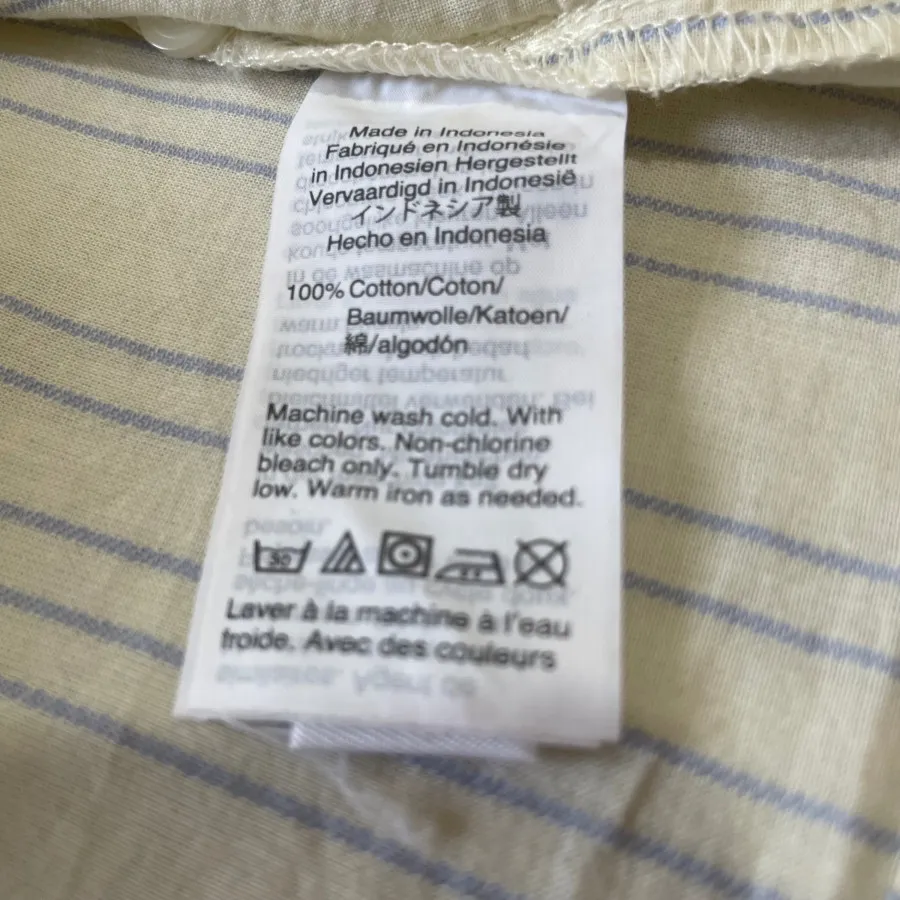 Made in Indonesia
Fabriqué en Indonésie
in Indonesien Hergestellt
Vervaardigd in Indonesië
インドネシア製
Hecho en Indonesia
100% Cotton/Coton/
Baumwolle/Katoen/
綿/algodón
Machine wash cold. With
like colors. Non-chlorine
bleach only. Tumble dry
low. Warm iron as needed.
30
Laver à la machine à l'eau
froide. Avec des couleurs